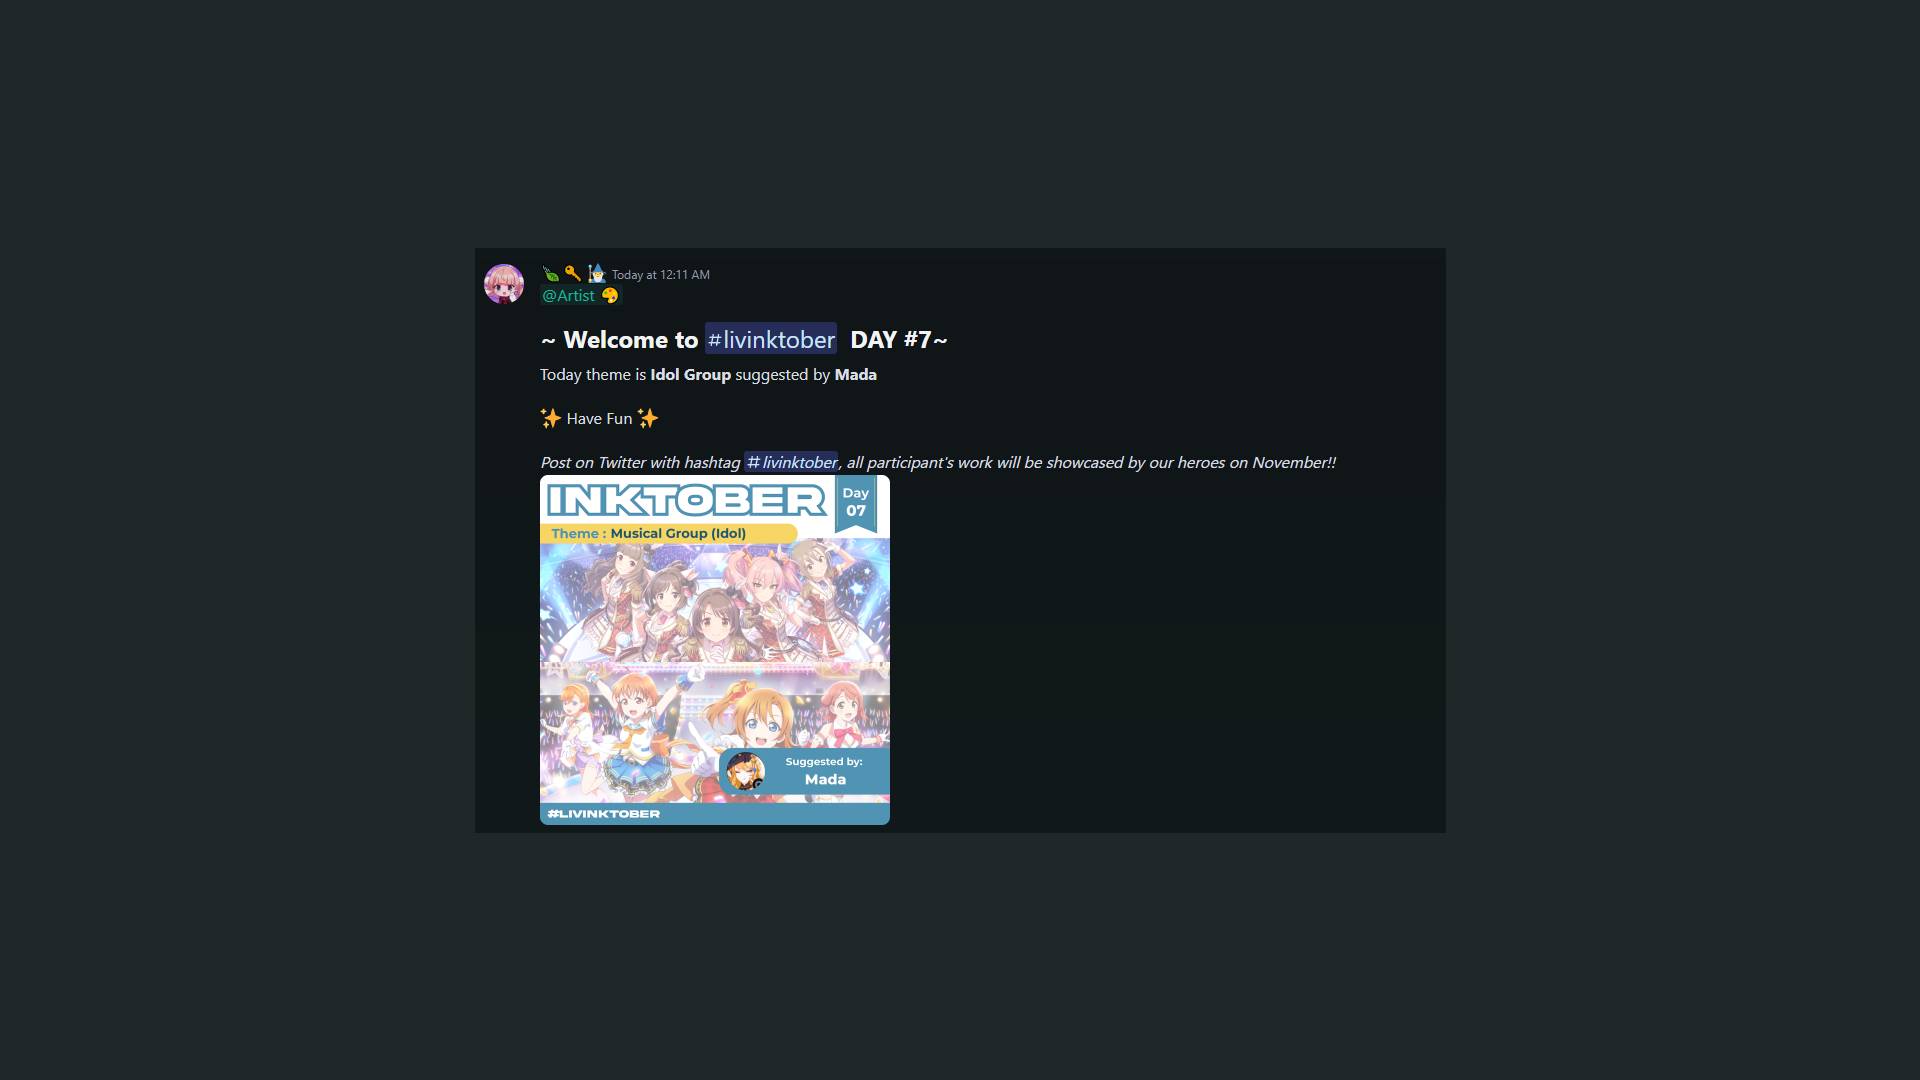 🍃 🔑 🧙‍♂️ Today at 12:11 AM
@Artist 🎨
~ Welcome to #livinktober DAY #7~
Today theme is Idol Group suggested by Mada
✨ Have Fun ✨
Post on Twitter with hashtag #livinktober, all participant's work will be showcased by our heroes on November!!
INKTOBER
Day
07
Theme : Musical Group (Idol)
Suggested by:
Mada
#LIVINKTOBER